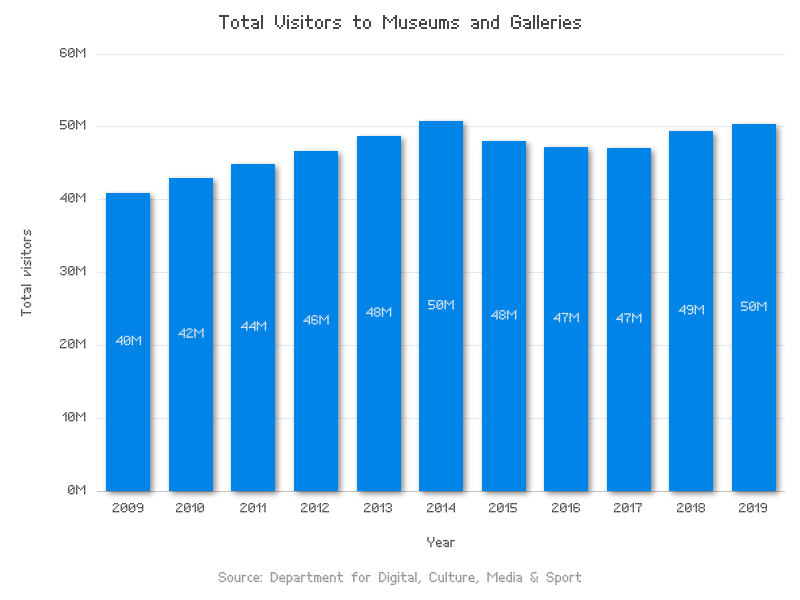 Total Visitors to Museums and Galleries
60M
50M
40M
30M
20M
10M
0M
Total visitors
40M
42M
44M
46M
48M
50M
48M
47M
47M
49M
50M
2009 2010 2011 2012 2013 2014 2015 2016 2017 2018 2019
Year
Source: Department for Digital, Culture, Media & Sport